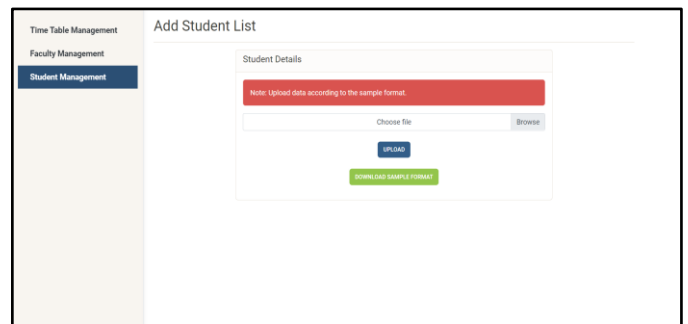 Time Table Management
Faculty Management
Student Management
Add Student List
Student Details
Note: Upload data according to the sample format.
Choose file
Browse
UPLOAD
DOWNLOAD SAMPLE FORMAT